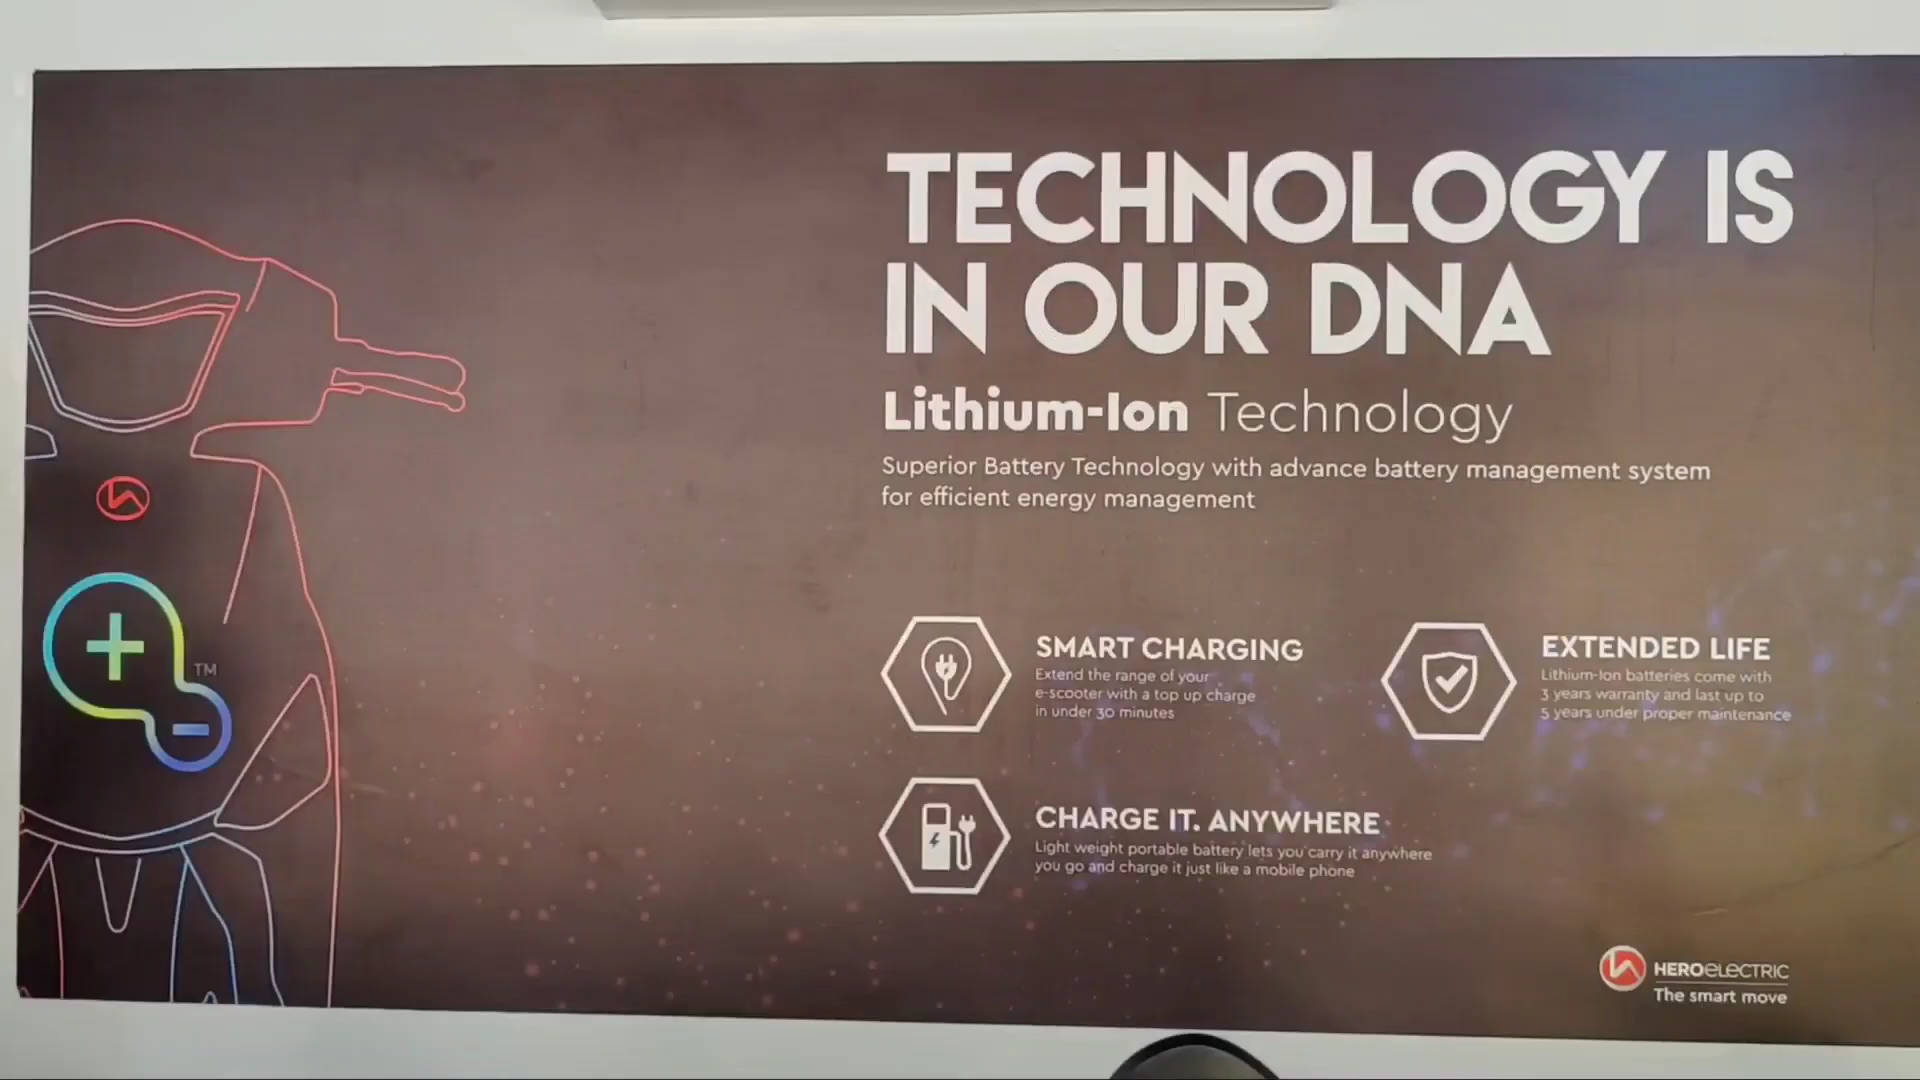 TECHNOLOGY IS
IN OUR DNA
Lithium-Ion Technology
Superior Battery Technology with advance battery management system
for efficient energy management
SMART CHARGING
Extend the range of your
e-scooter with a top up charge
in under 30 minutes
EXTENDED LIFE
Lithium-Ion batteries come with
3 years warranty and last up to
5 years under proper maintenance
CHARGE IT. ANYWHERE
Light weight portable battery lets you carry it anywhere
you go and charge it just like a mobile phone
TM
HEROELECTRIC
The smart move